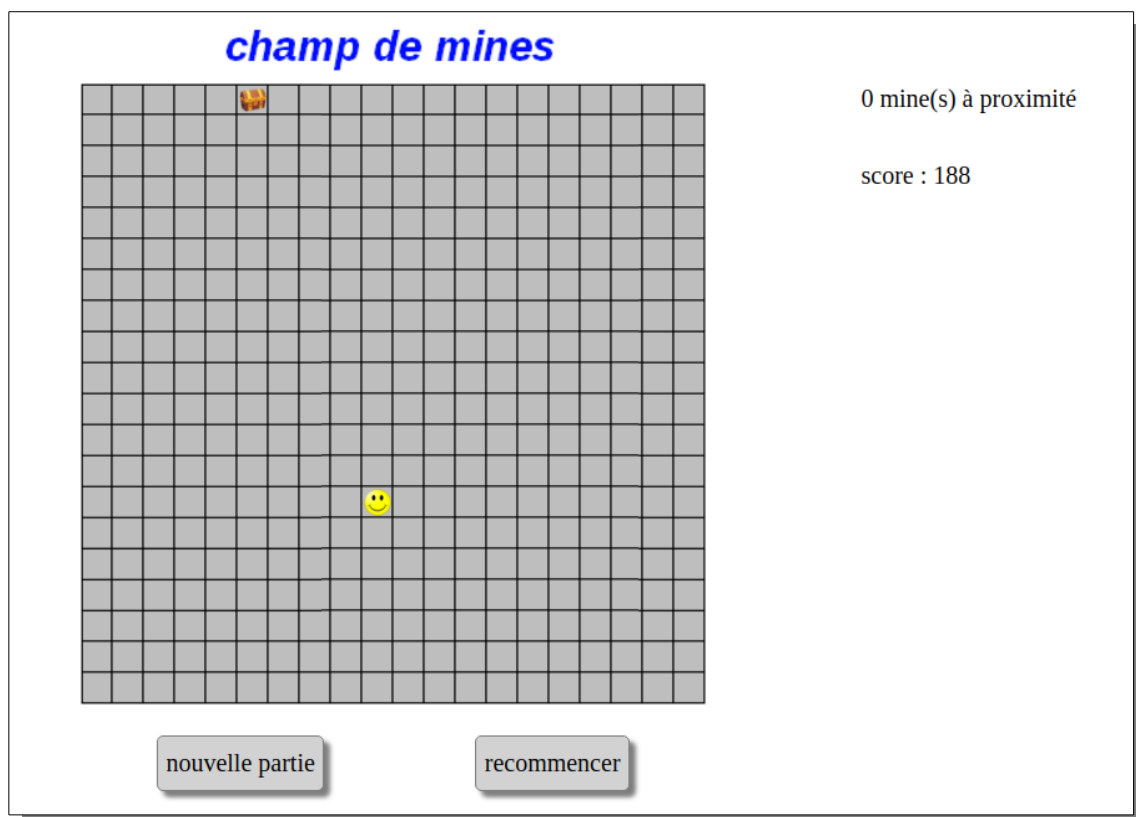 champ de mines
0 mine(s) à proximité
score : 188
nouvelle partie
recommencer